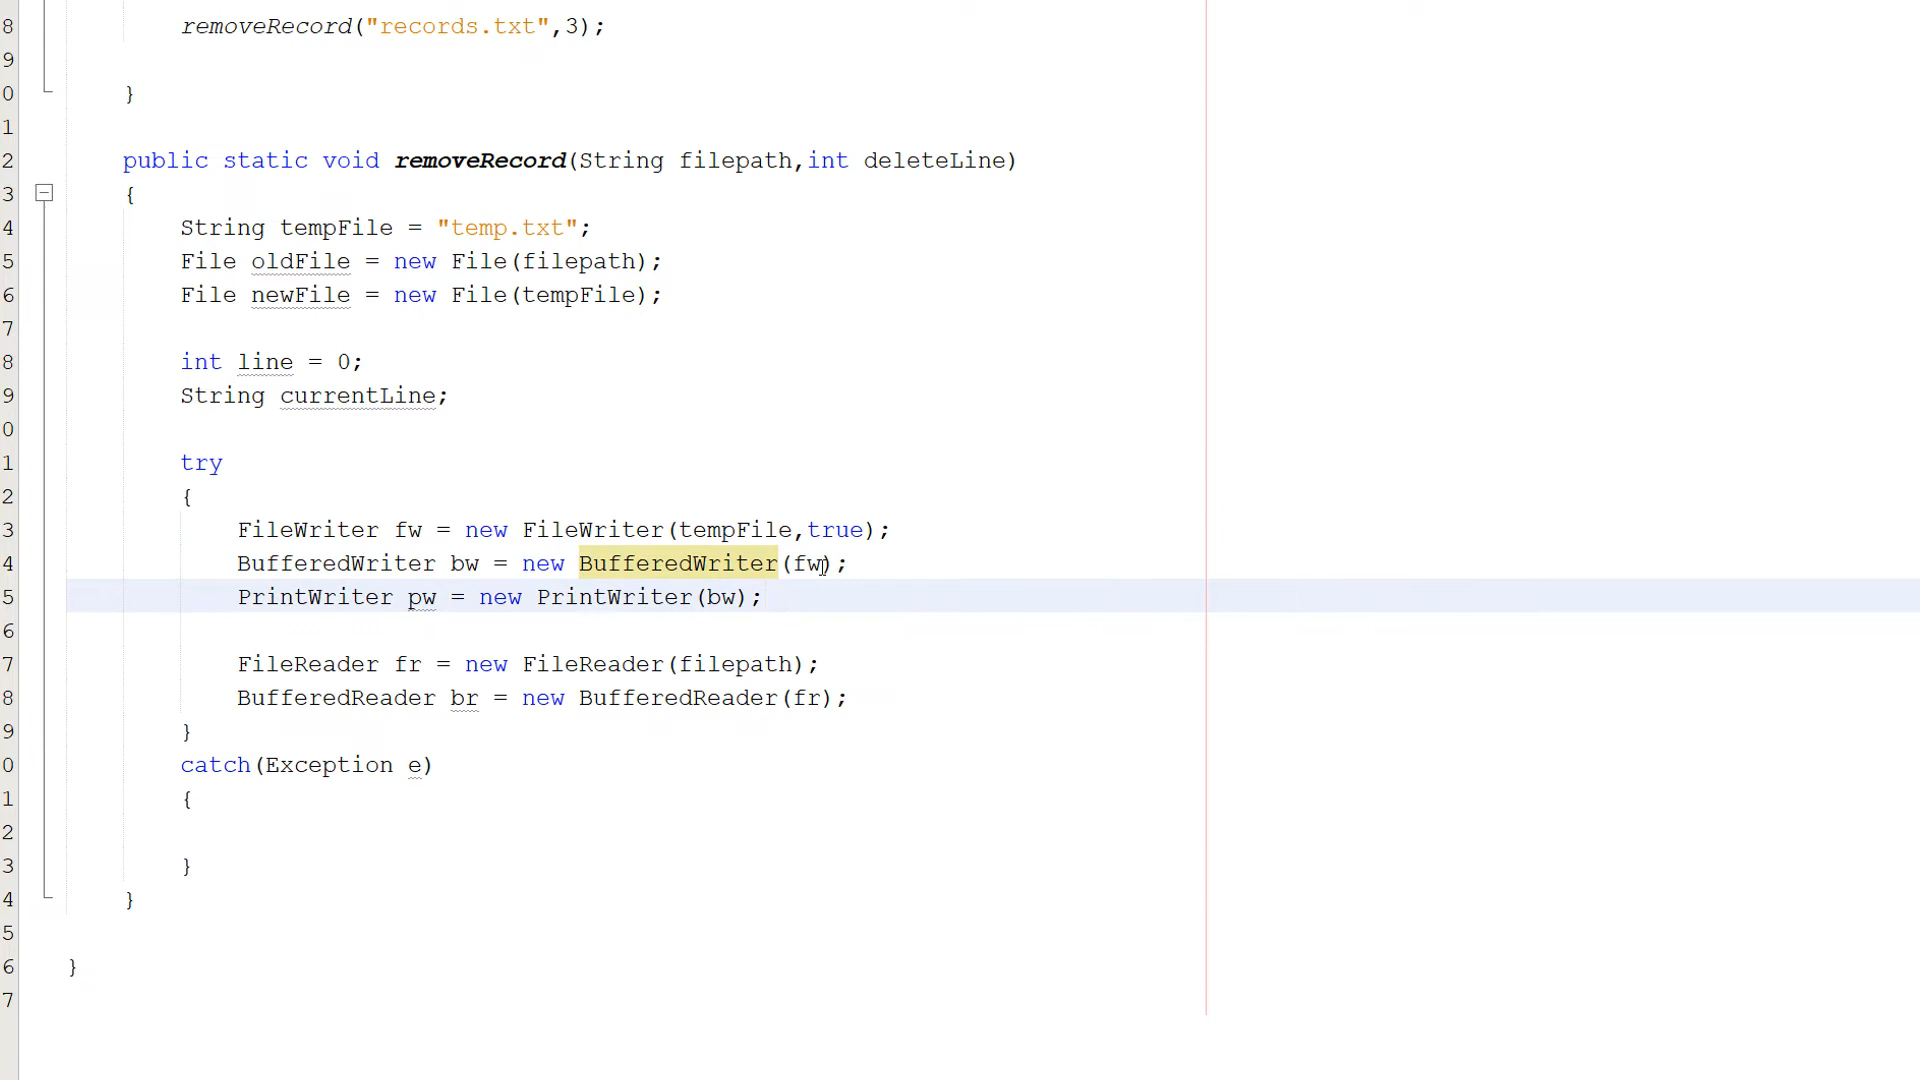 8 removeRecord("records.txt",3);
9
0 }
1
2 public static void removeRecord(String filepath,int deleteLine)
3 {
4 String tempFile = "temp.txt";
5 File oldFile = new File(filepath);
6 File newFile = new File(tempFile);
7
8 int line = 0;
9 String currentLine;
0
1 try
2 {
3 FileWriter fw = new FileWriter(tempFile,true);
4 BufferedWriter bw = new BufferedWriter(fw);
5 PrintWriter pw = new PrintWriter(bw);
6
7 FileReader fr = new FileReader(filepath);
8 BufferedReader br = new BufferedReader(fr);
9 }
0 catch(Exception e)
1 {
2
3 }
4 }
5
6 }
7